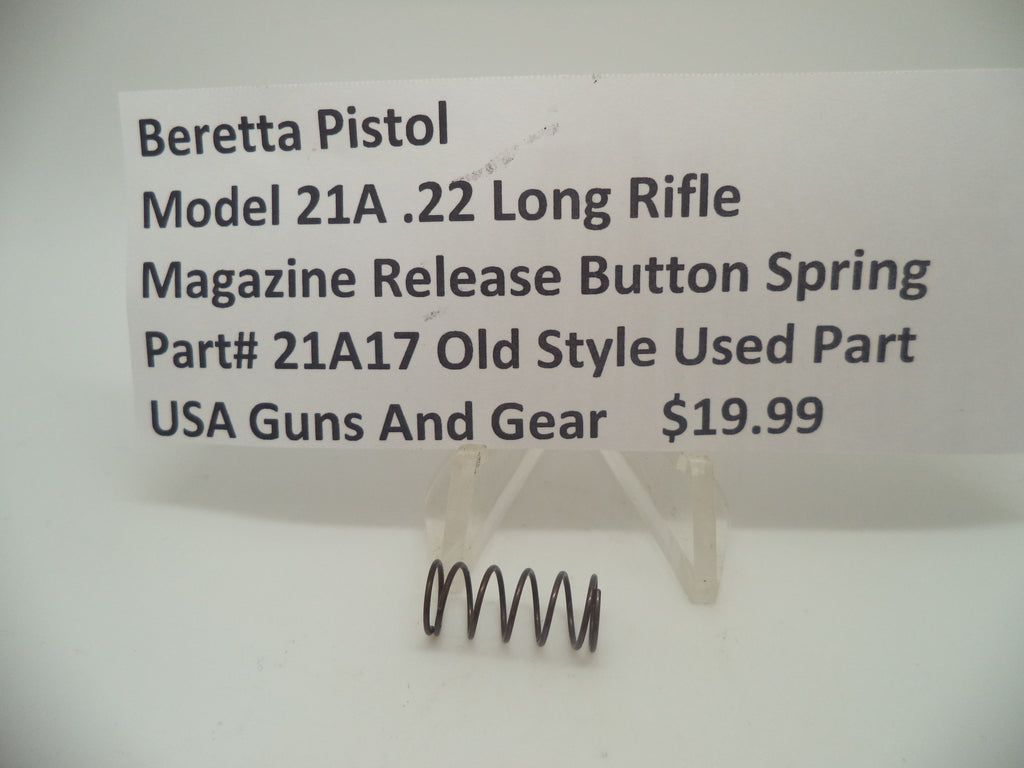 Beretta Pistol
Model 21A .22 Long Rifle
Magazine Release Button Spring
Part# 21A17 Old Style Used Part
USA Guns And Gear $19.99